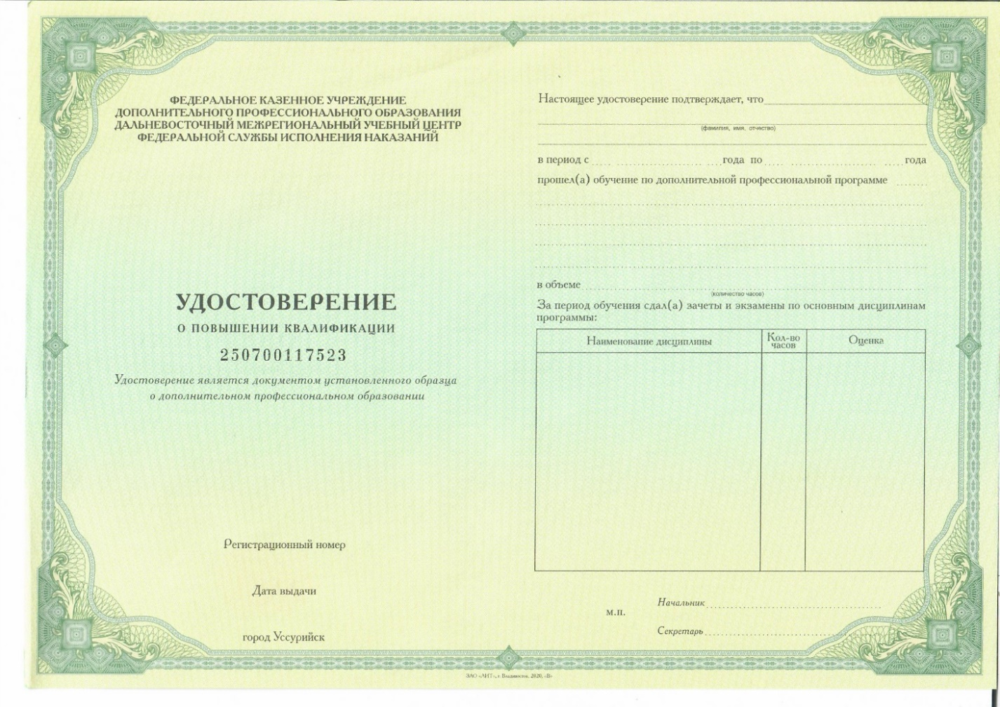 ФЕДЕРАЛЬНОЕ КАЗЕННОЕ УЧРЕЖДЕНИЕ
ДОПОЛНИТЕЛЬНОГО ПРОФЕССИОНАЛЬНОГО ОБРАЗОВАНИЯ
ДАЛЬНЕВОСТОЧНЫЙ МЕЖРЕГИОНАЛЬНЫЙ УЧЕБНЫЙ ЦЕНТР
ФЕДЕРАЛЬНОЙ СЛУЖБЫ ИСПОЛНЕНИЯ НАКАЗАНИЙ
УДОСТОВЕРЕНИЕ
О ПОВЫШЕНИИ КВАЛИФИКАЦИИ
250700117523
Удостоверение является документом установленного образца
о дополнительном профессиональном образовании
Регистрационный номер
Дата выдачи
город Уссурийск
Настоящее удостоверение подтверждает, что
(фамилия, имя, отчество)
в период с года по года
прошел(а) обучение по дополнительной профессиональной программе
в объеме
(количество часов)
За период обучения сдал(а) зачеты и экзамены по основным дисциплинам
программы:
Наименование дисциплины
Кол-во
часов
Оценка
Начальник
м.п.
Секретарь
ЗАО «ЛИТ», г. Владивосток, 2020, «В»